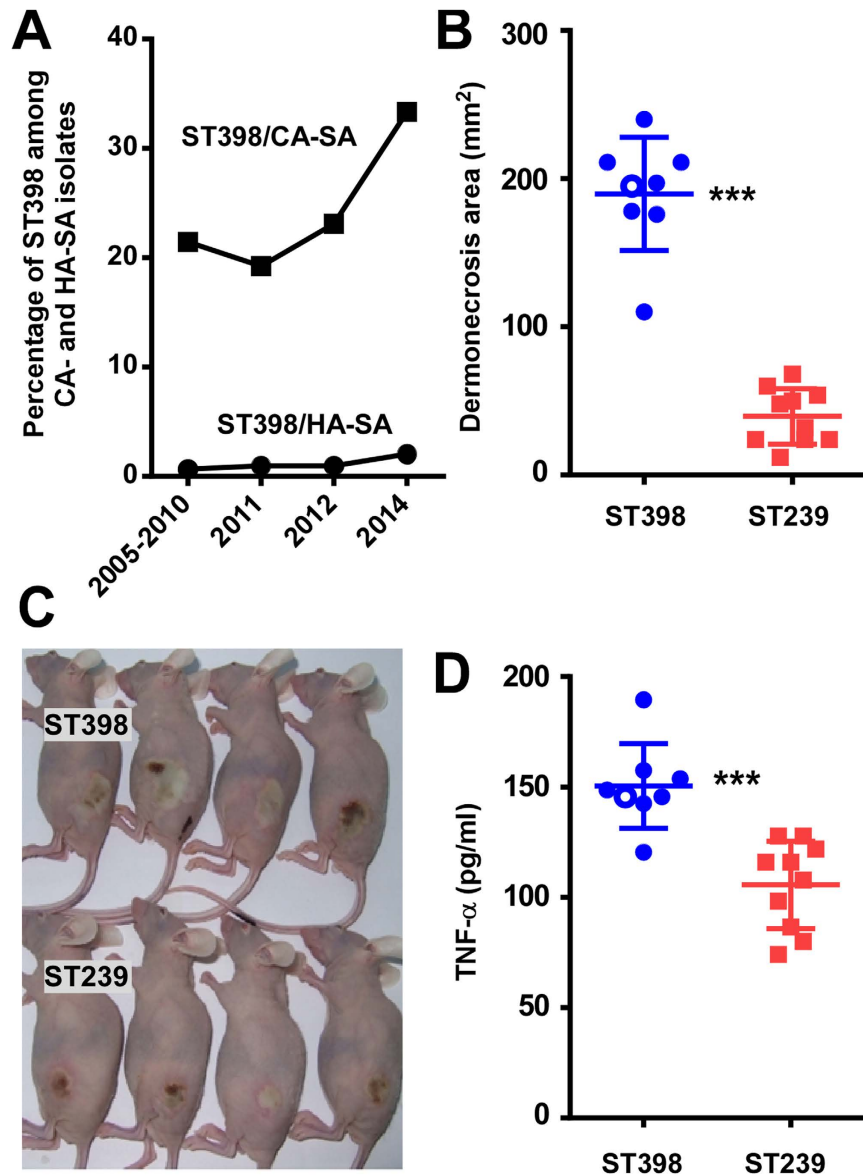 A
Percentage of ST398 among
CA- and HA-SA isolates
40
30
20
10
0
ST398/CA-SA
ST398/HA-SA
2005-2010
2011
2012
2014
B
Dermonecrosis area (mm²)
300
200
100
0
***
ST398
ST239
C
ST398
ST239
D
TNF-α (pg/ml)
200
150
100
50
0
***
ST398
ST239